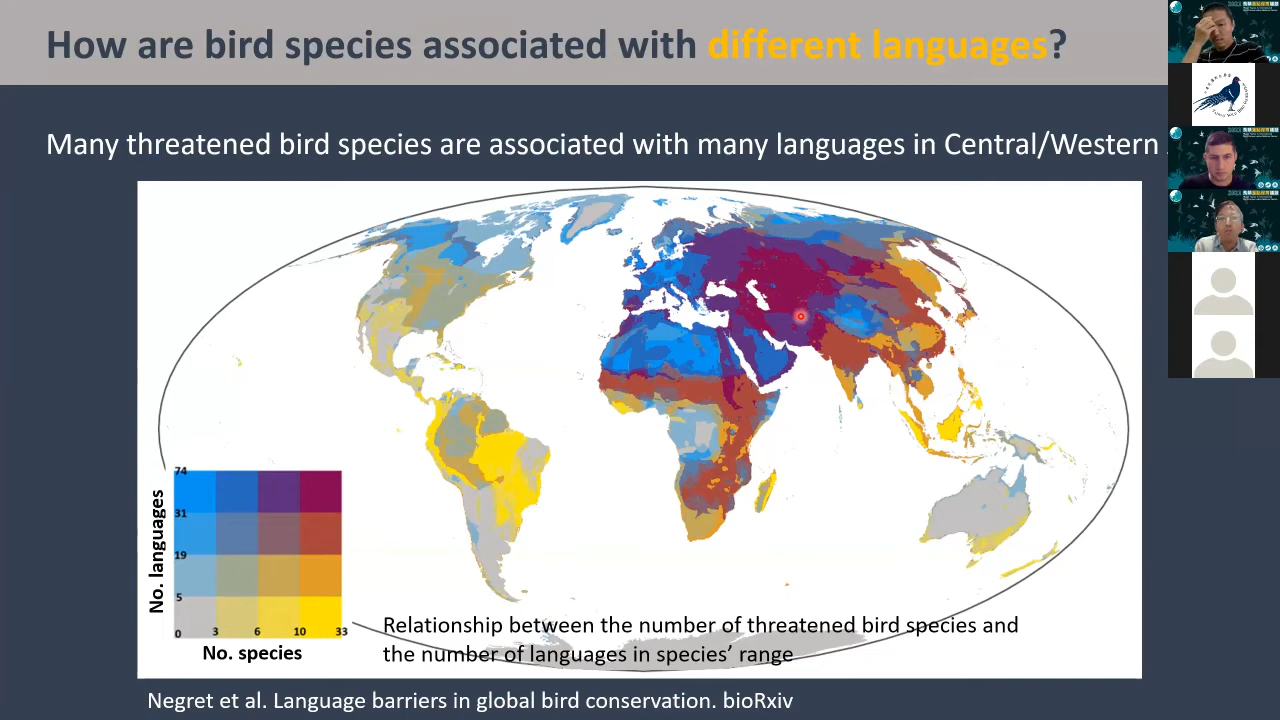 How are bird species associated with different languages?
Many threatened bird species are associated with many languages in Central/Western
74
31
19
5
0
3
6
10
33
No. languages
No. species
Relationship between the number of threatened bird species and
the number of languages in species' range
Negret et al. Language barriers in global bird conservation. bioRxiv